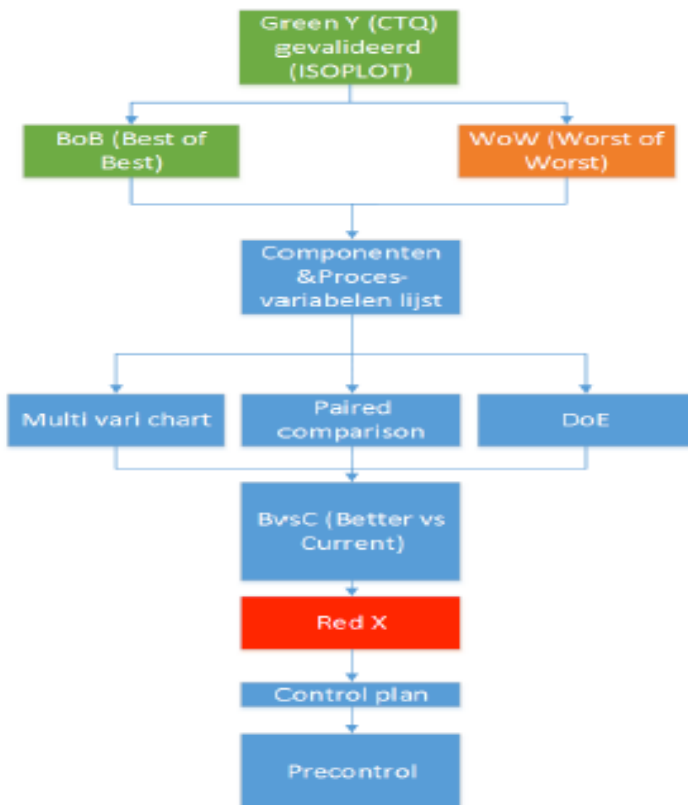 Green Y (CTQ)
gevalideerd
(ISOPLOT)
BoB (Best of
Best)
WoW (Worst of
Worst)
Componenten
&Proces-
variabelen lijst
Multi vari chart
Paired
comparison
DoE
BvsC (Better vs
Current)
Red X
Control plan
Precontrol